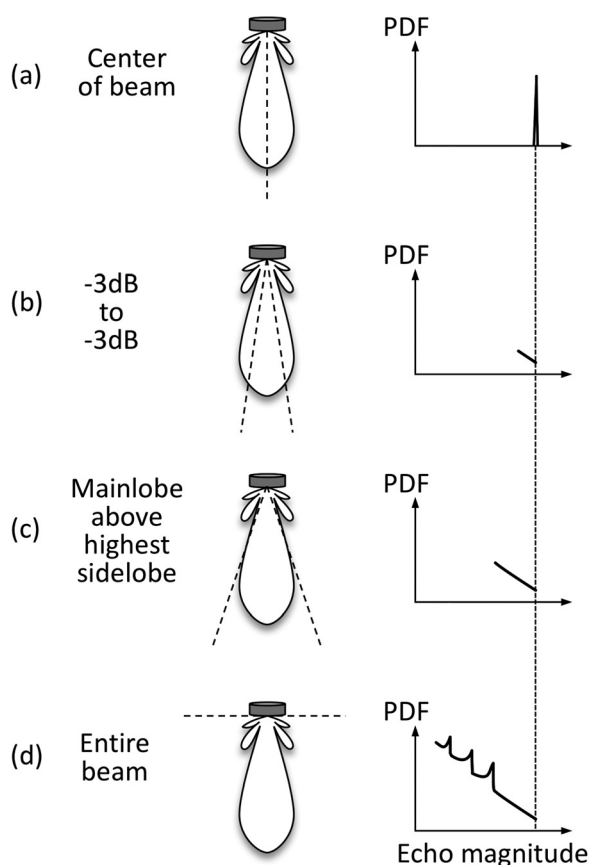 PDF
(a)
Center
of beam
PDF
(b)
-3dB
to
-3dB
PDF
(c)
Mainlobe
above
highest
sidelobe
PDF
(d)
Entire
beam
Echo magnitude